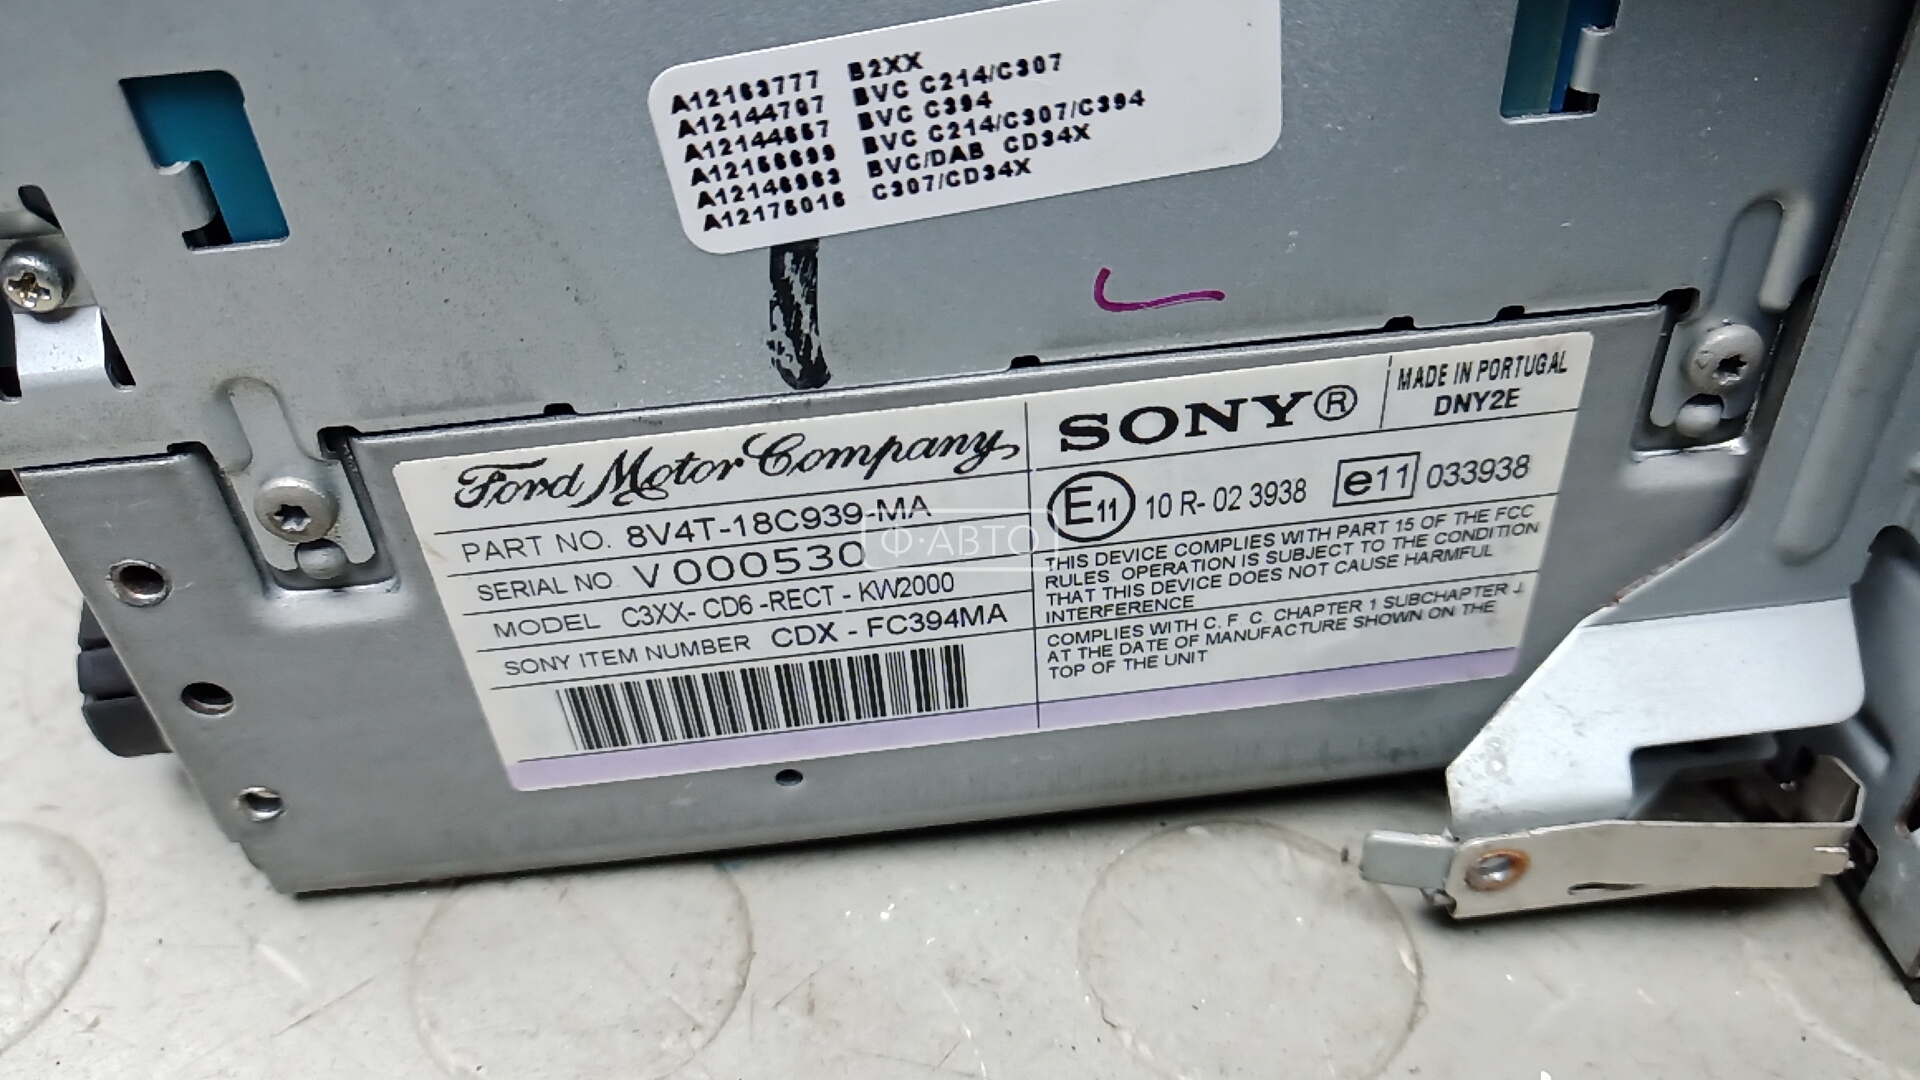 A12163777 B2XX
A12144707 BVC C214/C307
A12144657 BVC C394
A12156699 BVC C214/C307/C394
A12146963 BVC/DAB CD34X
A12175016 C307/CD34X
Ford Motor Company
PART NO. 8V4T-18C939-MA
SERIAL NO. V000530
MODEL C3XX-CD6-RECT-KW2000
SONY ITEM NUMBER CDX-FC394MA
SONY®
MADE IN PORTUGAL
DNY2E
E11 10 R-02 3938 e11 033938
THIS DEVICE COMPLIES WITH PART 15 OF THE FCC
RULES. OPERATION IS SUBJECT TO THE CONDITION
THAT THIS DEVICE DOES NOT CAUSE HARMFUL
INTERFERENCE
COMPLIES WITH C. F. C. CHAPTER 1 SUBCHAPTER J.
AT THE DATE OF MANUFACTURE SHOWN ON THE
TOP OF THE UNIT
Ф·АВТО